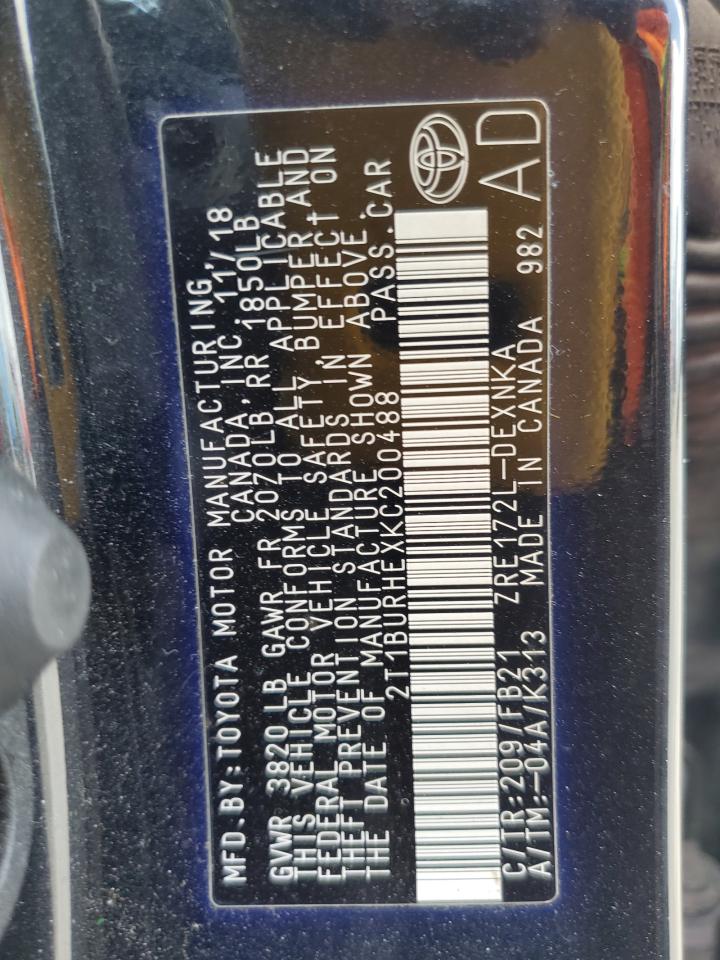 MFD.BY:TOYOTA MOTOR MANUFACTURING,
CANADA,INC. 11/18
GVWR 3820LB GAWR FR 2070LB,RR 1850LB
THIS VEHICLE CONFORMS TO ALL APPLICABLE
FEDERAL MOTOR VEHICLE SAFETY,BUMPER,AND
THEFT PREVENTION STANDARDS IN EFFECT ON
THE DATE OF MANUFACTURE SHOWN ABOVE.
2T1BURHEXKC200488 PASS.CAR
C/TR:209/FB21 ZRE172L-DEXNKA
A/TM:-04A/K313 MADE IN CANADA 982
AD